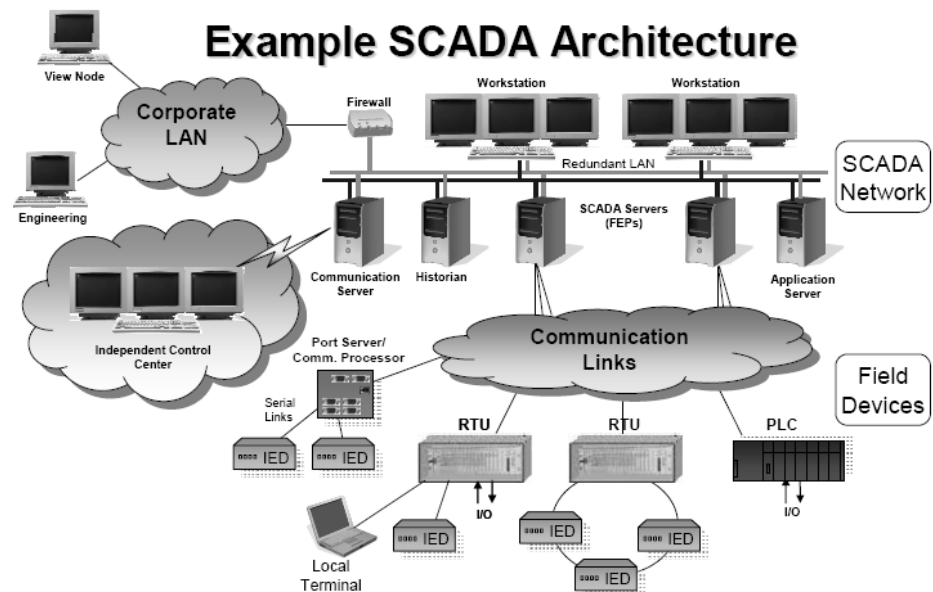 Example SCADA Architecture
View Node
Corporate
LAN
Engineering
Firewall
Workstation
Workstation
Redundant LAN
SCADA
Network
Communication
Server
Historian
SCADA Servers
(FEPs)
Application
Server
Independent Control
Center
Port Server/
Comm. Processor
Communication
Links
Field
Devices
Serial
Links
IED
IED
RTU
RTU
PLC
I/O
I/O
IED
IED
IED
IED
Local
Terminal